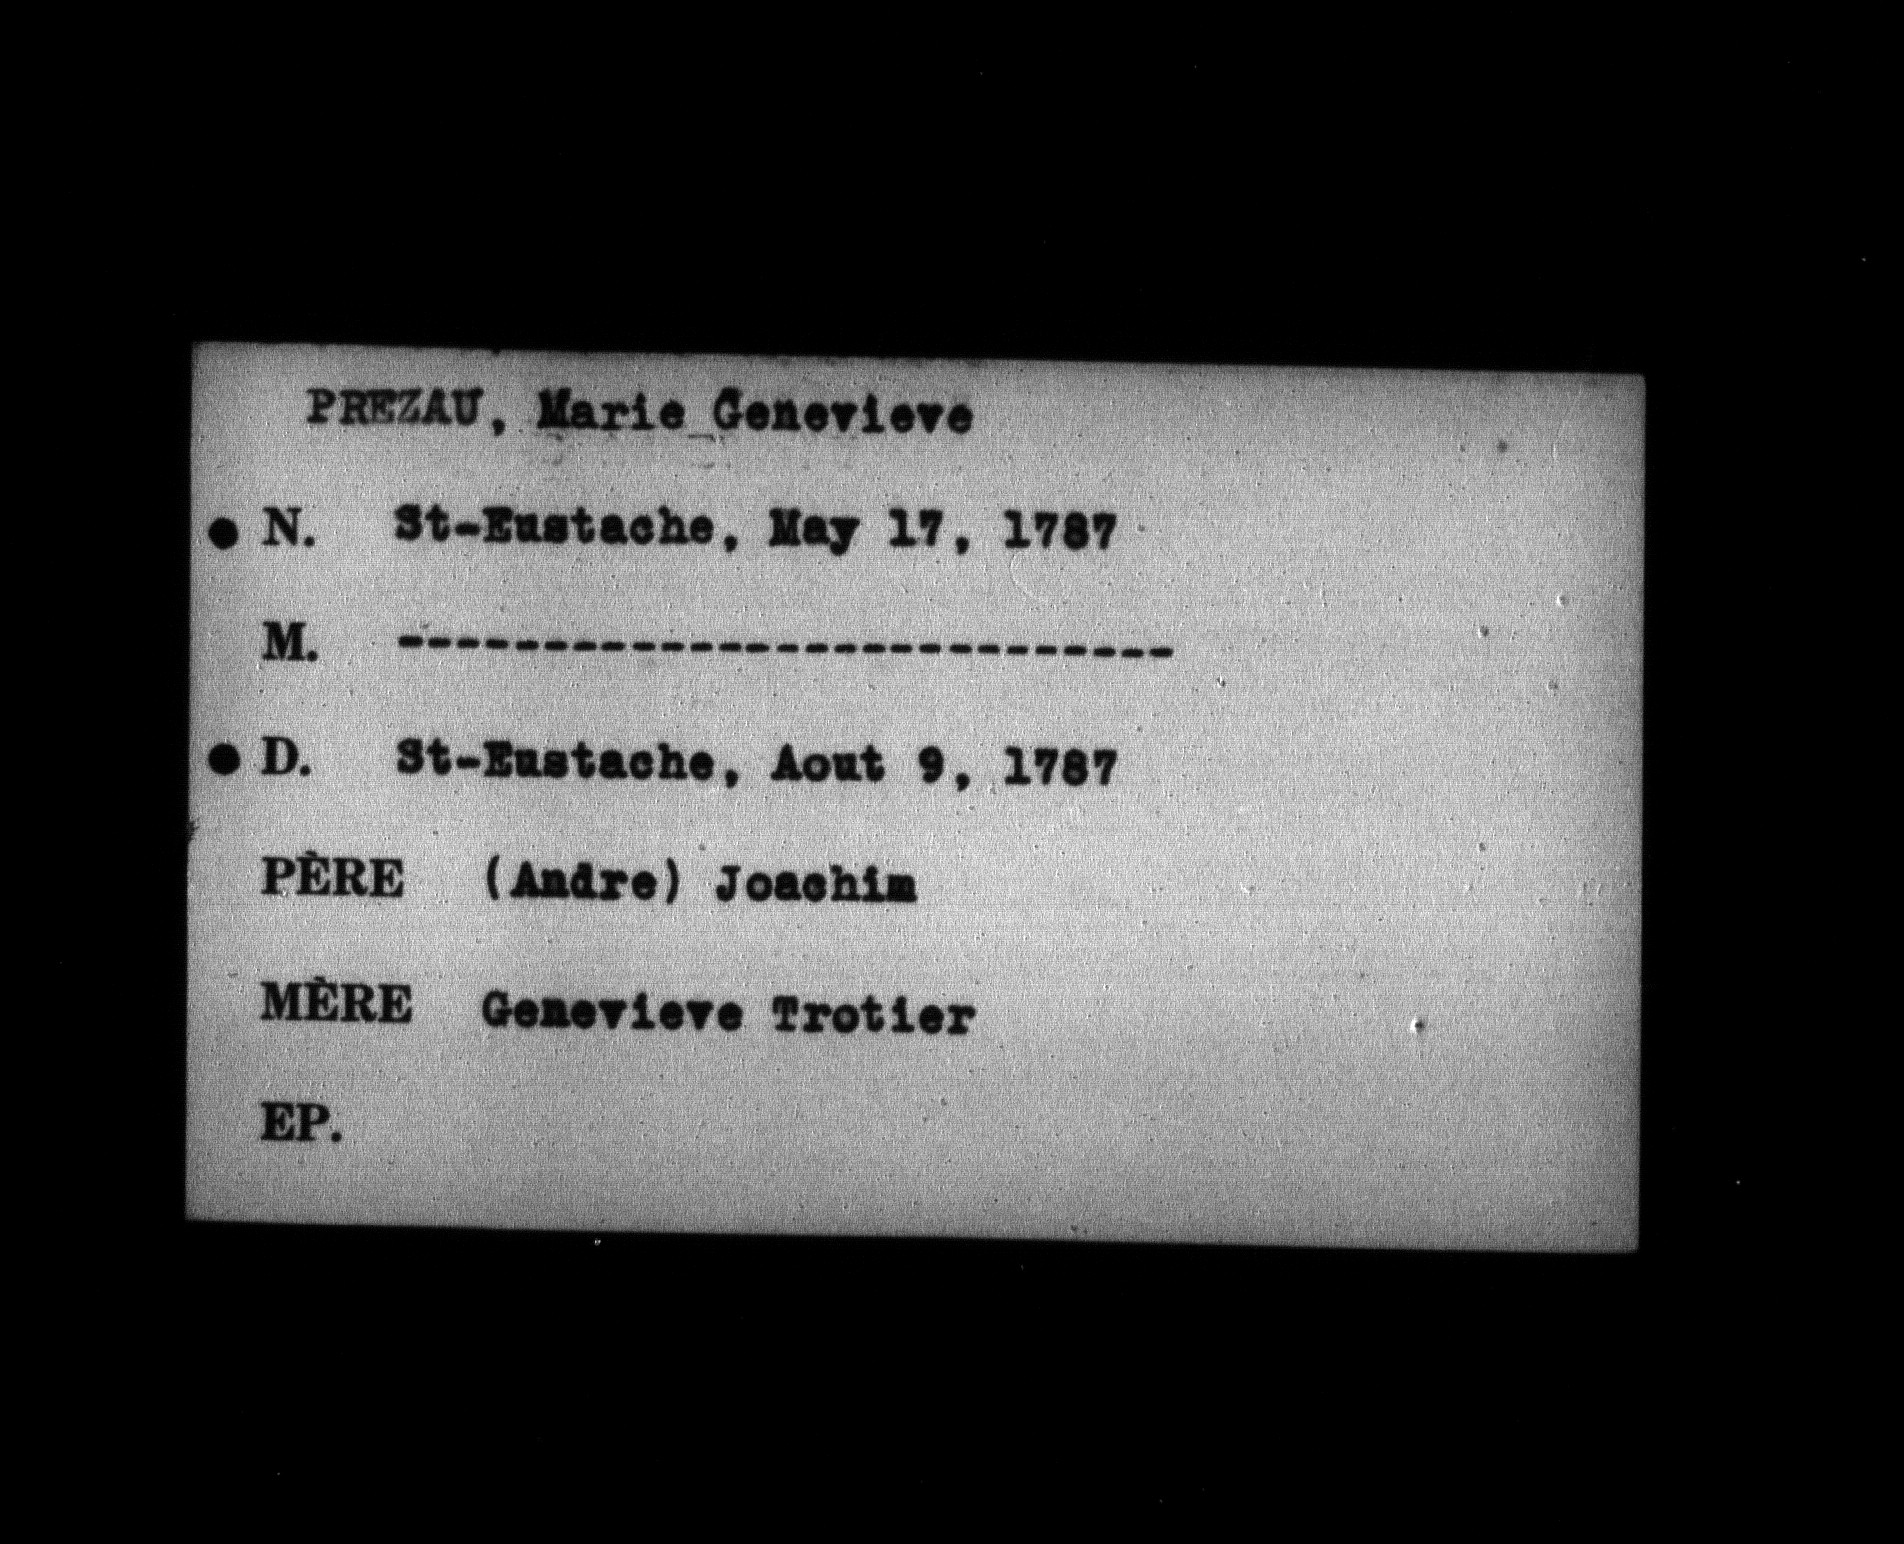 PREZAU, Marie Genevieve
● N. St-Eustache, May 17, 1787
M. ---------------------------
● D. St-Eustache, Aout 9, 1787
PÈRE (Andre) Joachim
MÈRE Genevieve Trotier
EP.